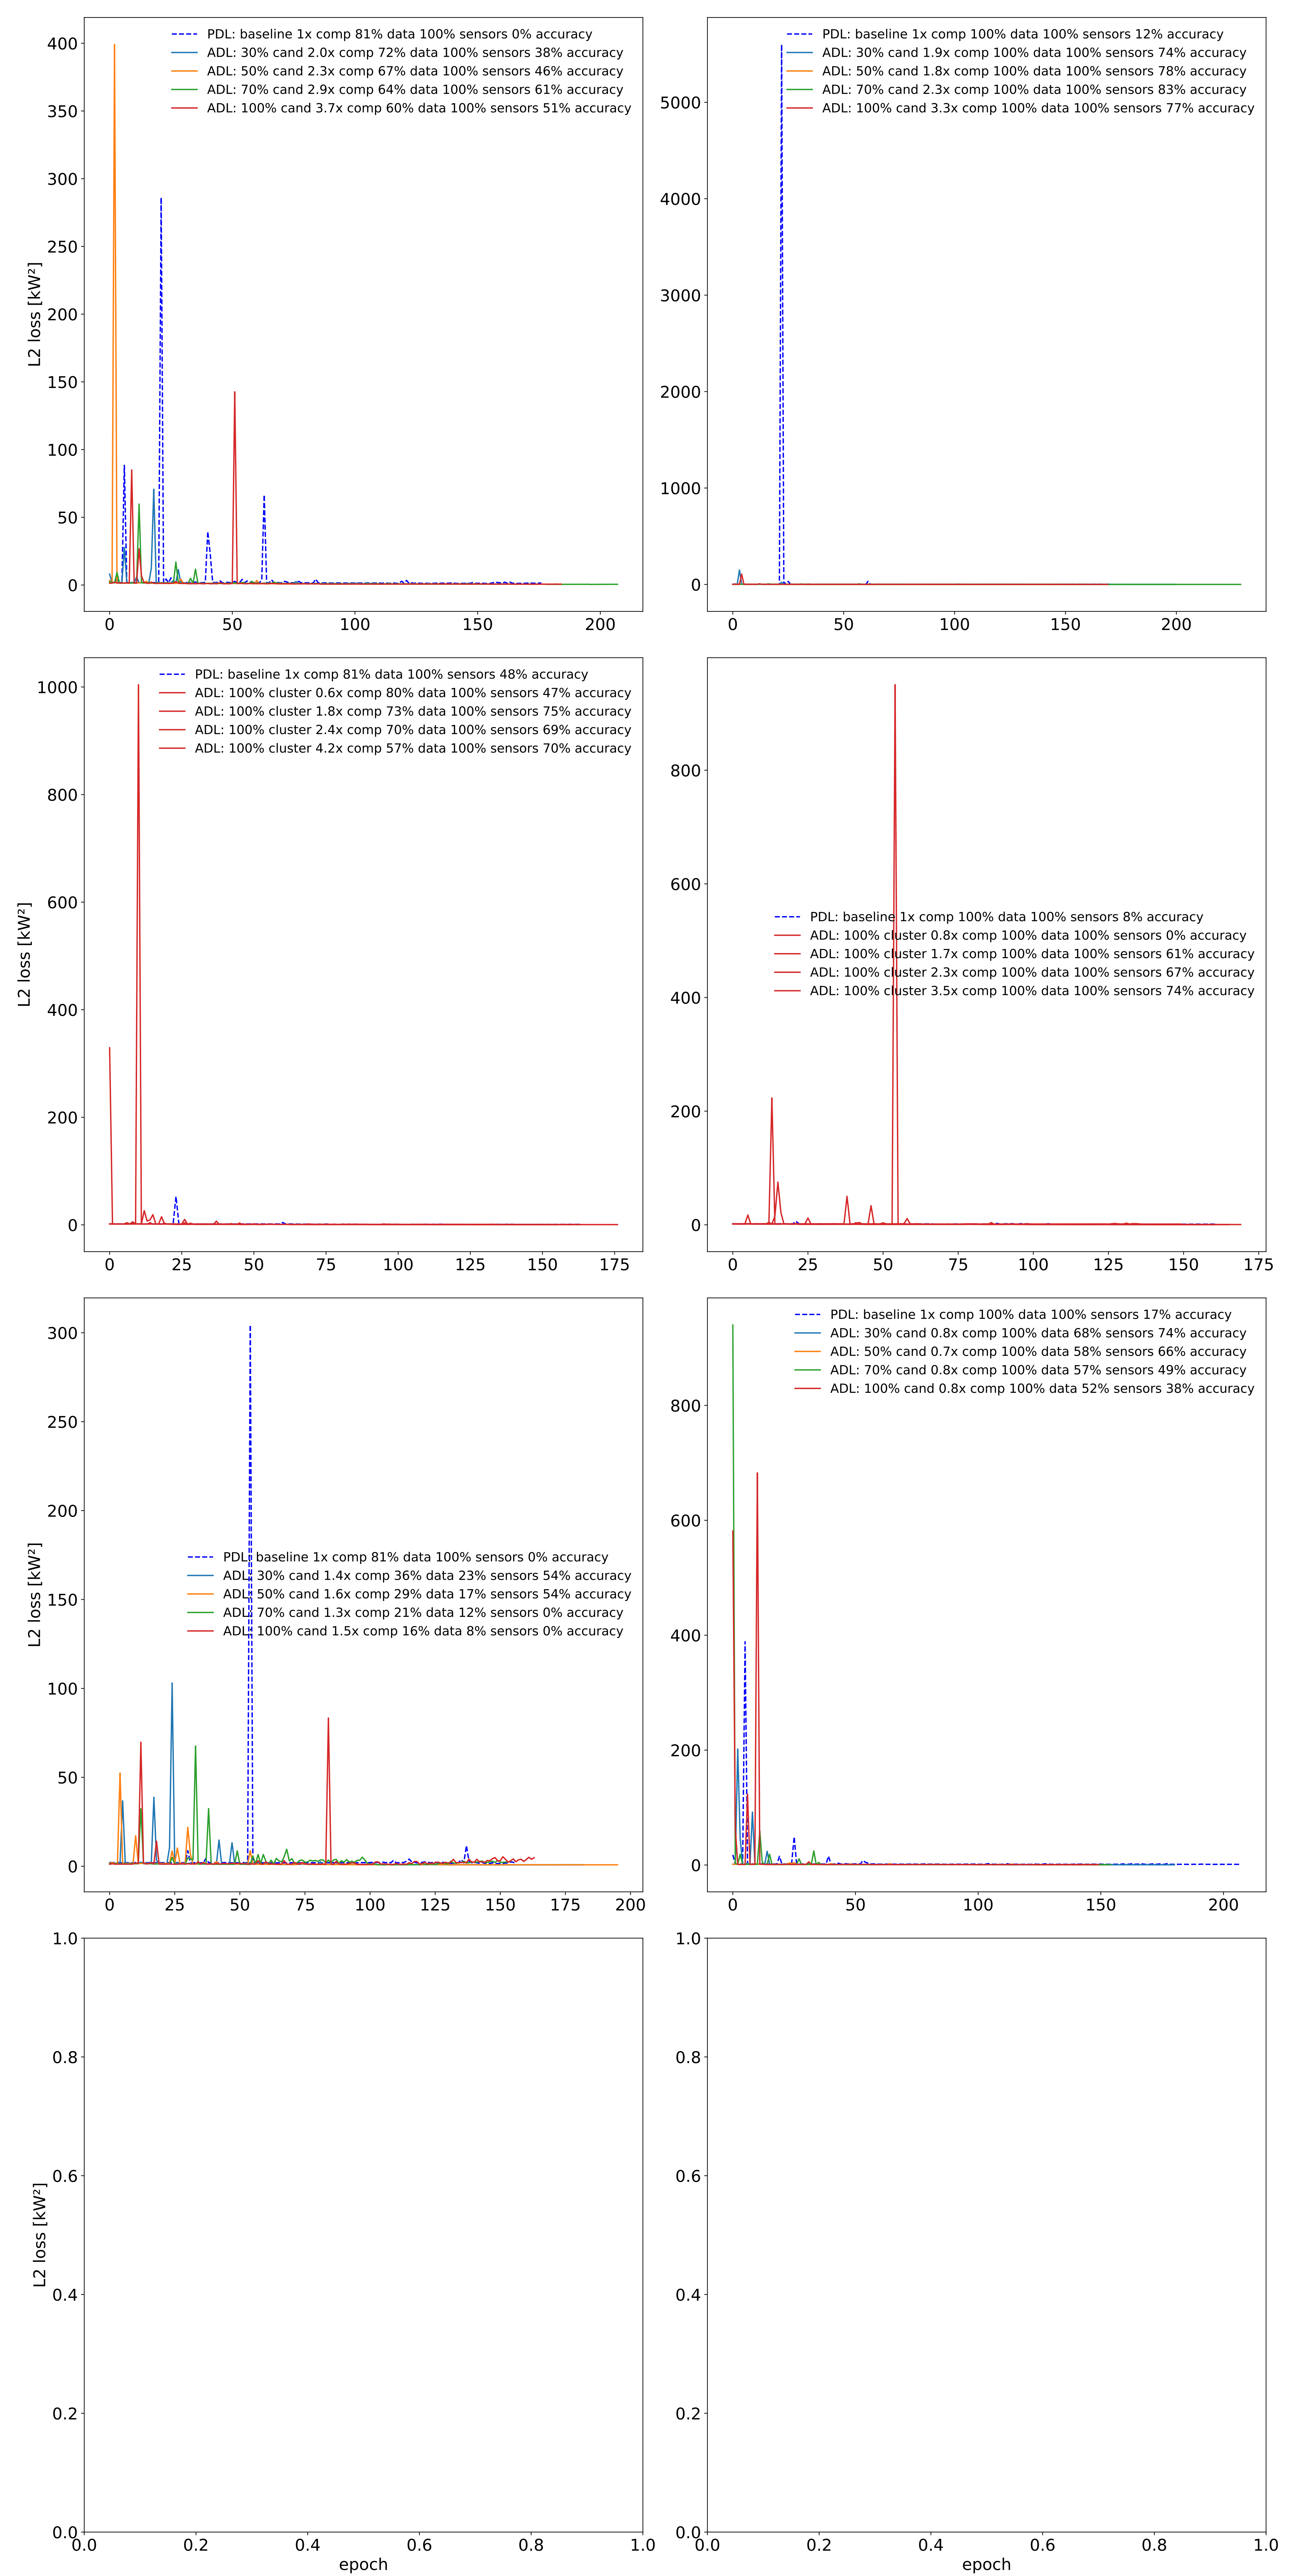 PDL: baseline 1x comp 81% data 100% sensors 0% accuracy
ADL: 30% cand 2.0x comp 72% data 100% sensors 38% accuracy
ADL: 50% cand 2.3x comp 67% data 100% sensors 46% accuracy
ADL: 70% cand 2.9x comp 64% data 100% sensors 61% accuracy
ADL: 100% cand 3.7x comp 60% data 100% sensors 51% accuracy
400
350
300
250
200
150
100
50
0
L2 loss [kW²]
0 50 100 150 200
PDL: baseline 1x comp 100% data 100% sensors 12% accuracy
ADL: 30% cand 1.9x comp 100% data 100% sensors 74% accuracy
ADL: 50% cand 1.8x comp 100% data 100% sensors 78% accuracy
ADL: 70% cand 2.3x comp 100% data 100% sensors 83% accuracy
ADL: 100% cand 3.3x comp 100% data 100% sensors 77% accuracy
5000
4000
3000
2000
1000
0
0 50 100 150 200
PDL: baseline 1x comp 81% data 100% sensors 48% accuracy
ADL: 100% cluster 0.6x comp 80% data 100% sensors 47% accuracy
ADL: 100% cluster 1.8x comp 73% data 100% sensors 75% accuracy
ADL: 100% cluster 2.4x comp 70% data 100% sensors 69% accuracy
ADL: 100% cluster 4.2x comp 57% data 100% sensors 70% accuracy
1000
800
600
400
200
0
L2 loss [kW²]
0 25 50 75 100 125 150 175
800
600
400
200
0
PDL: baseline 1x comp 100% data 100% sensors 8% accuracy
ADL: 100% cluster 0.8x comp 100% data 100% sensors 0% accuracy
ADL: 100% cluster 1.7x comp 100% data 100% sensors 61% accuracy
ADL: 100% cluster 2.3x comp 100% data 100% sensors 67% accuracy
ADL: 100% cluster 3.5x comp 100% data 100% sensors 74% accuracy
0 25 50 75 100 125 150 175
300
250
200
150
100
50
0
L2 loss [kW²]
PDL: baseline 1x comp 81% data 100% sensors 0% accuracy
ADL: 30% cand 1.4x comp 36% data 23% sensors 54% accuracy
ADL: 50% cand 1.6x comp 29% data 17% sensors 54% accuracy
ADL: 70% cand 1.3x comp 21% data 12% sensors 0% accuracy
ADL: 100% cand 1.5x comp 16% data 8% sensors 0% accuracy
0 25 50 75 100 125 150 175 200
PDL: baseline 1x comp 100% data 100% sensors 17% accuracy
ADL: 30% cand 0.8x comp 100% data 68% sensors 74% accuracy
ADL: 50% cand 0.7x comp 100% data 58% sensors 66% accuracy
ADL: 70% cand 0.8x comp 100% data 57% sensors 49% accuracy
ADL: 100% cand 0.8x comp 100% data 52% sensors 38% accuracy
800
600
400
200
0
0 50 100 150 200
1.0
0.8
0.6
0.4
0.2
0.0
L2 loss [kW²]
0.0 0.2 0.4 0.6 0.8 1.0
epoch
1.0
0.8
0.6
0.4
0.2
0.0
0.0 0.2 0.4 0.6 0.8 1.0
epoch